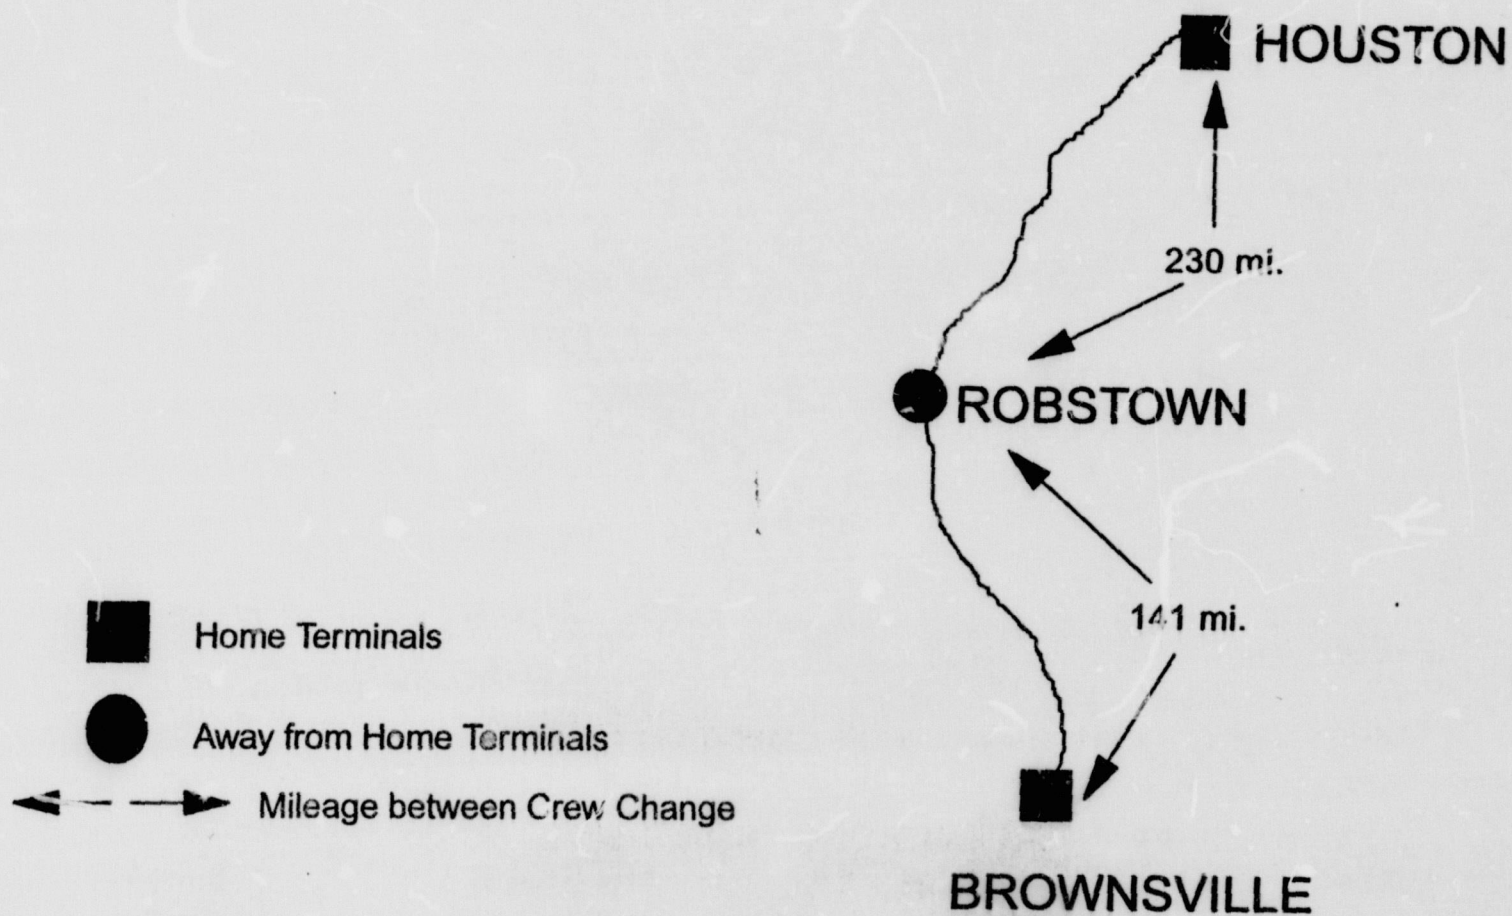 HOUSTON
230 mi.
ROBSTOWN
141 mi.
Home Terminals
Away from Home Terminals
Mileage between Crew Change
BROWNSVILLE